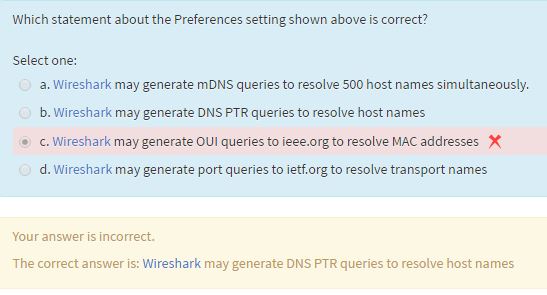 Which statement about the Preferences setting shown above is correct?
Select one:
a. Wireshark may generate mDNS queries to resolve 500 host names simultaneously.
b. Wireshark may generate DNS PTR queries to resolve host names
c. Wireshark may generate OUI queries to ieee.org to resolve MAC addresses
d. Wireshark may generate port queries to ietf.org to resolve transport names
Your answer is incorrect.
The correct answer is: Wireshark may generate DNS PTR queries to resolve host names